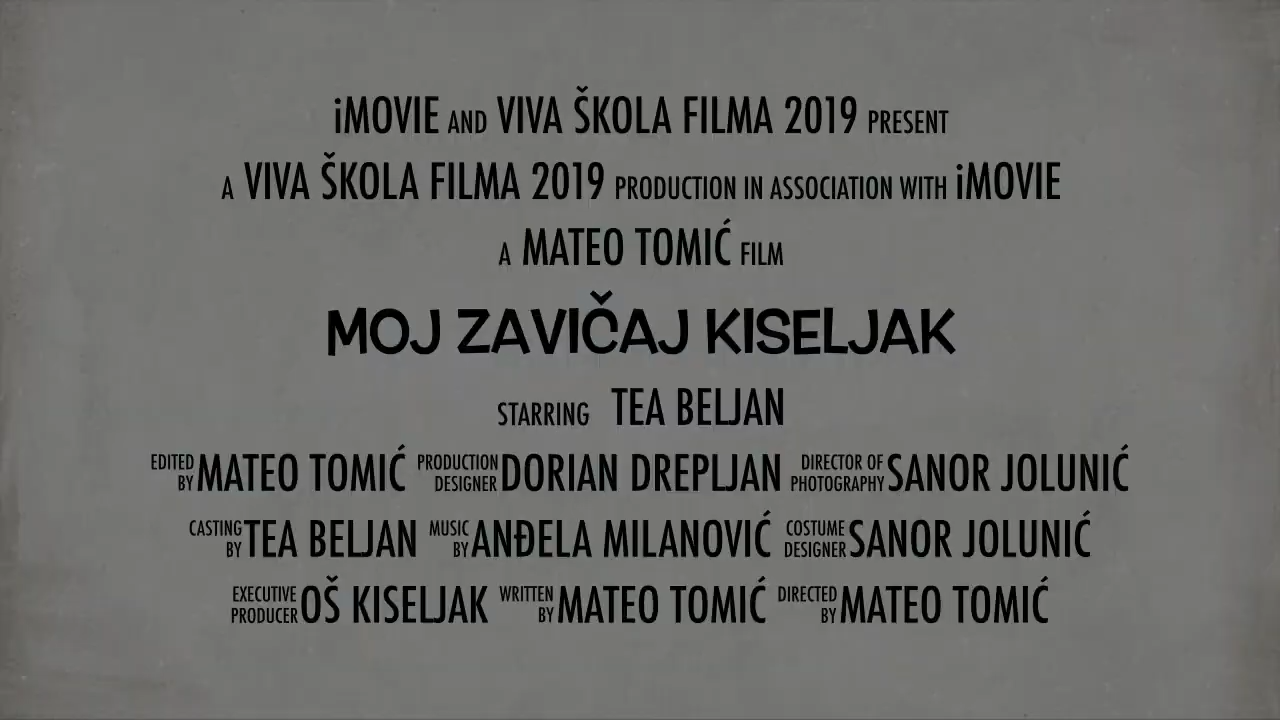 iMOVIE AND VIVA ŠKOLA FILMA 2019 PRESENT
A VIVA ŠKOLA FILMA 2019 PRODUCTION IN ASSOCIATION WITH iMOVIE
A MATEO TOMIĆ FILM
MOJ ZAVIČAJ KISELJAK
STARRING TEA BELJAN
EDITED BY MATEO TOMIĆ PRODUCTION DESIGNER DORIAN DREPLJAN DIRECTOR OF PHOTOGRAPHY SANOR JOLUNIĆ
CASTING BY TEA BELJAN MUSIC BY ANĐELA MILANOVIĆ COSTUME DESIGNER SANOR JOLUNIĆ
EXECUTIVE PRODUCER OŠ KISELJAK WRITTEN BY MATEO TOMIĆ DIRECTED BY MATEO TOMIĆ